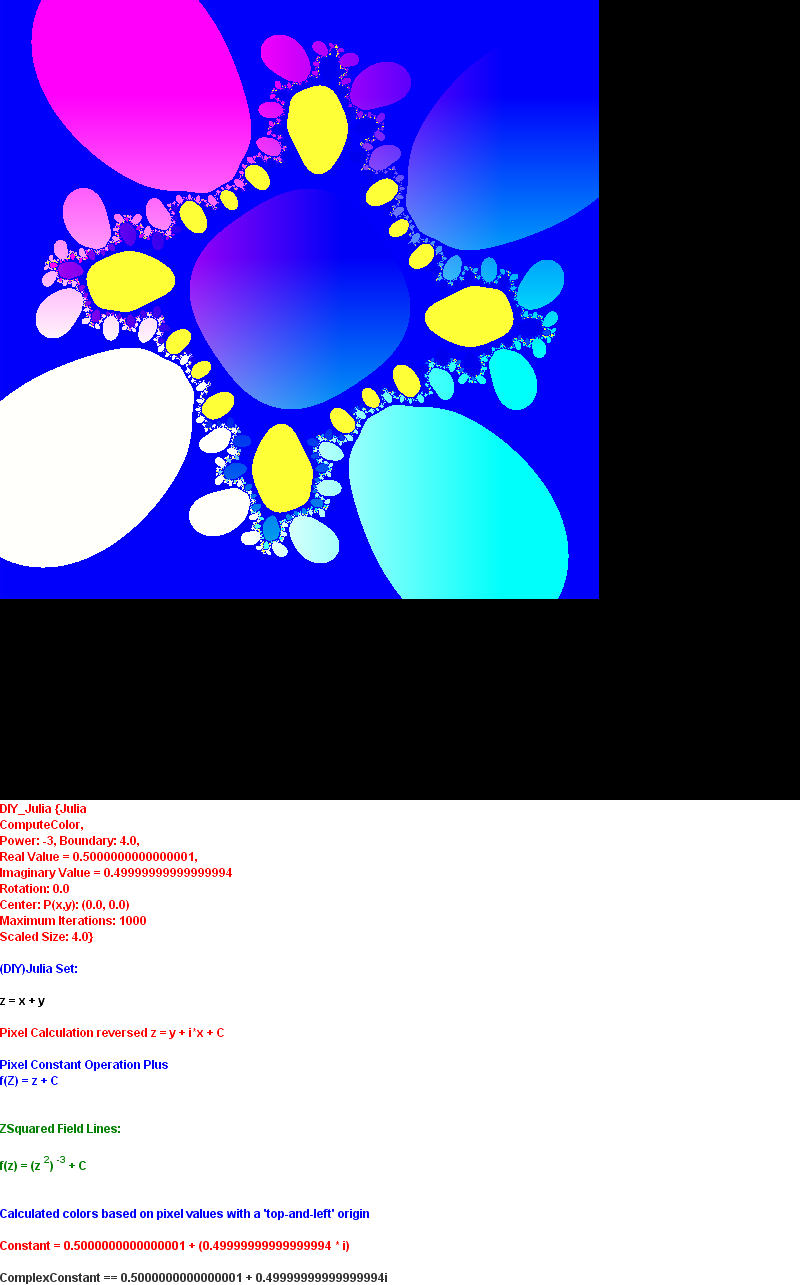 DIY_Julia {Julia
ComputeColor,
Power: -3, Boundary: 4.0,
Real Value = 0.5000000000000001,
Imaginary Value = 0.49999999999999994
Rotation: 0.0
Center: P(x,y): (0.0, 0.0)
Maximum Iterations: 1000
Scaled Size: 4.0}
(DIY)Julia Set:
z = x + y
Pixel Calculation reversed z = y + i*x + C
Pixel Constant Operation Plus
f(Z) = z + C
ZSquared Field Lines:
f(z) = (z 2) -3 + C
Calculated colors based on pixel values with a 'top-and-left' origin
Constant = 0.5000000000000001 + (0.49999999999999994 * i)
ComplexConstant == 0.5000000000000001 + 0.49999999999999994i